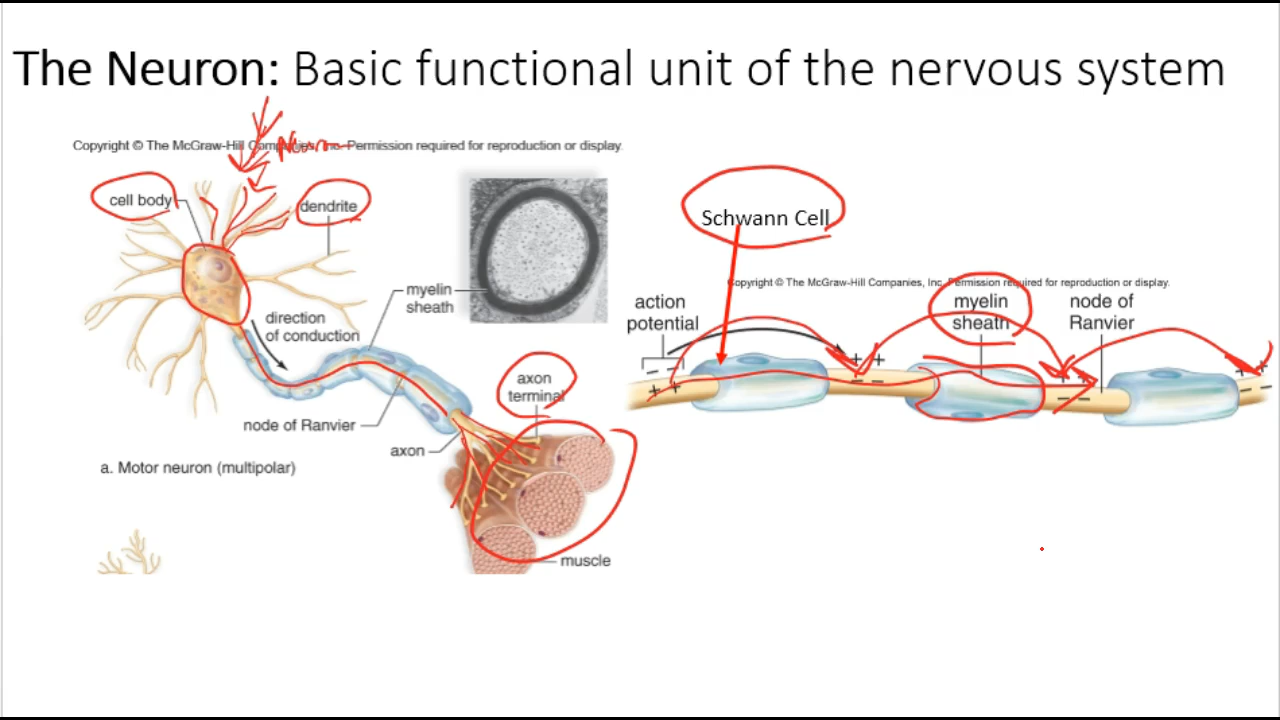 The Neuron: Basic functional unit of the nervous system
Copyright © The McGraw-Hill Companies, Inc. Permission required for reproduction or display.
cell body
dendrite
myelin
sheath
direction
of conduction
axon
terminal
node of Ranvier
axon
a. Motor neuron (multipolar)
muscle
Schwann Cell
Copyright © The McGraw-Hill Companies, Inc. Permission required for reproduction or display.
action
potential
myelin
sheath
node of
Ranvier